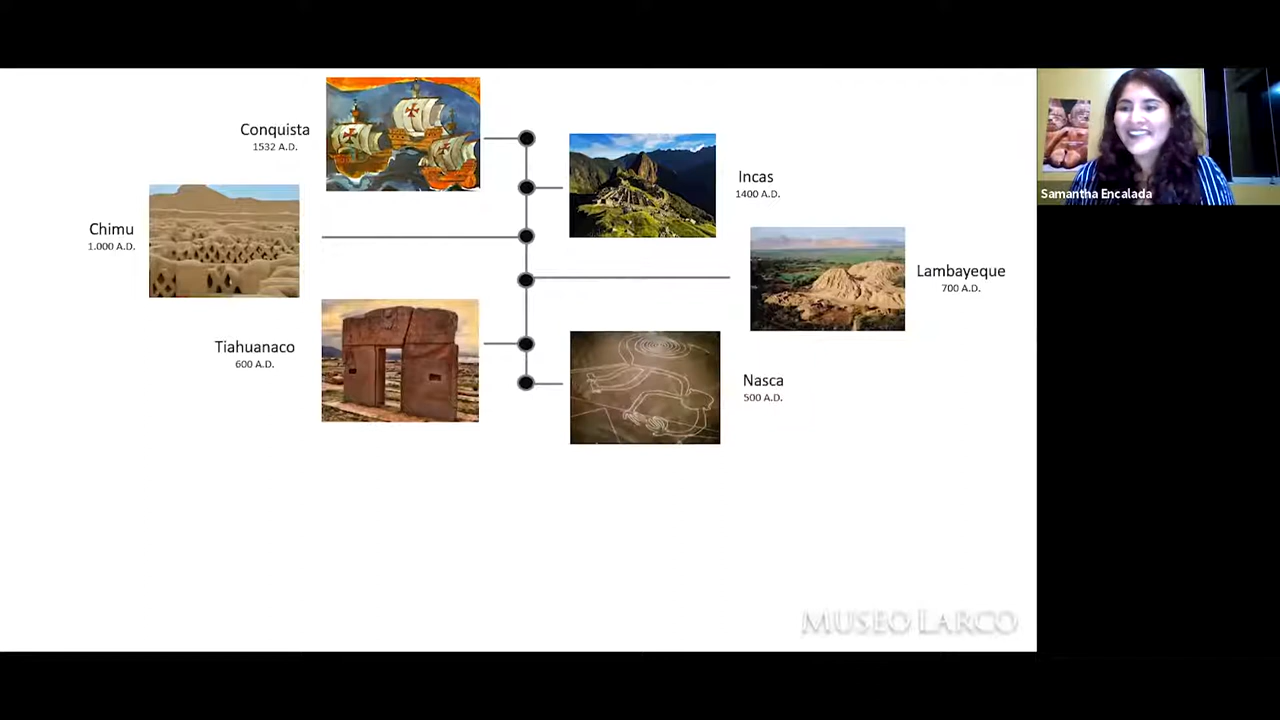 Conquista
1532 A.D.
Incas
1400 A.D.
Chimu
1.000 A.D.
Lambayeque
700 A.D.
Tiahuanaco
600 A.D.
Nasca
500 A.D.
MUSEO LARCO
Samantha Encalada